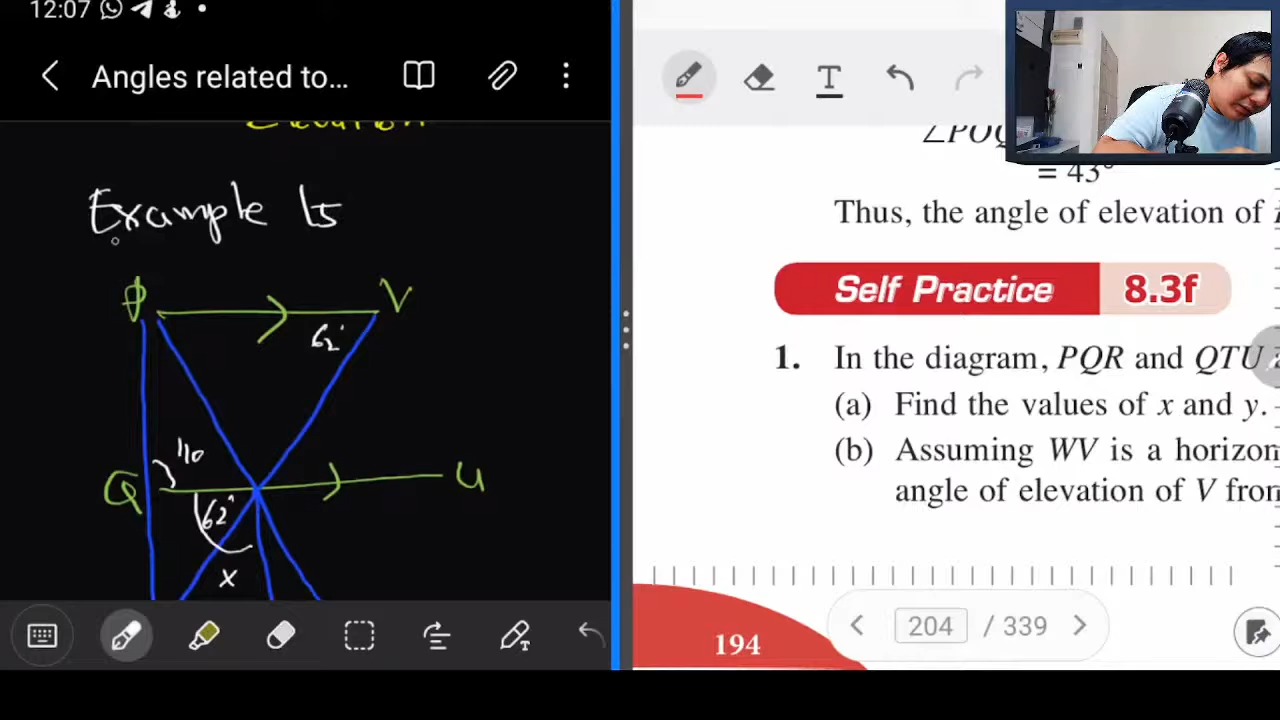 12:07
Angles related to...
Elevation
Example 15
P
V
62°
110
Q
U
62°
x
T
= 43°
Thus, the angle of elevation of
Self Practice 8.3f
1. In the diagram, PQR and QTU
(a) Find the values of x and y.
(b) Assuming WV is a horizon
angle of elevation of V from
194
204 / 339
T